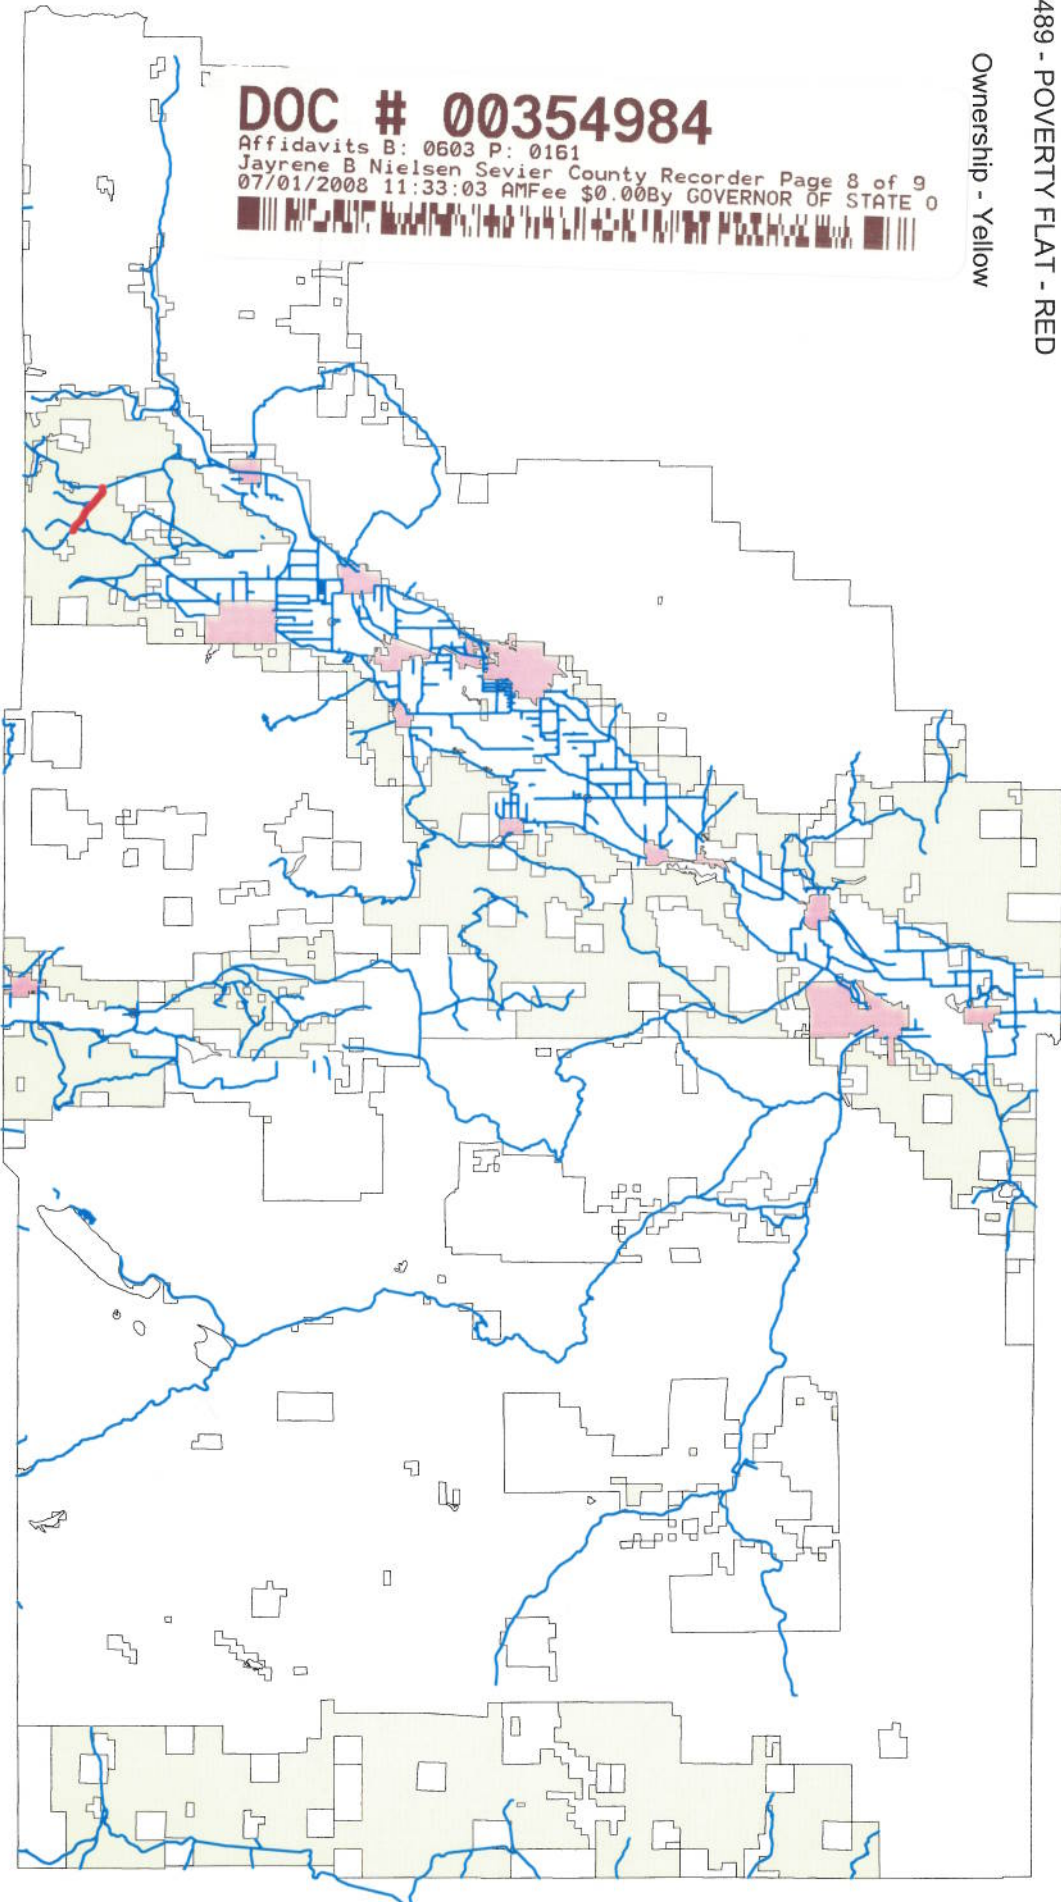 489 - POVERTY FLAT - RED
Ownership - Yellow
DOC # 00354984
Affidavits B: 0603 P: 0161
Jayrene B Nielsen Sevier County Recorder Page 8 of 9
07/01/2008 11:33:03 AMFee $0.00By GOVERNOR OF STATE O